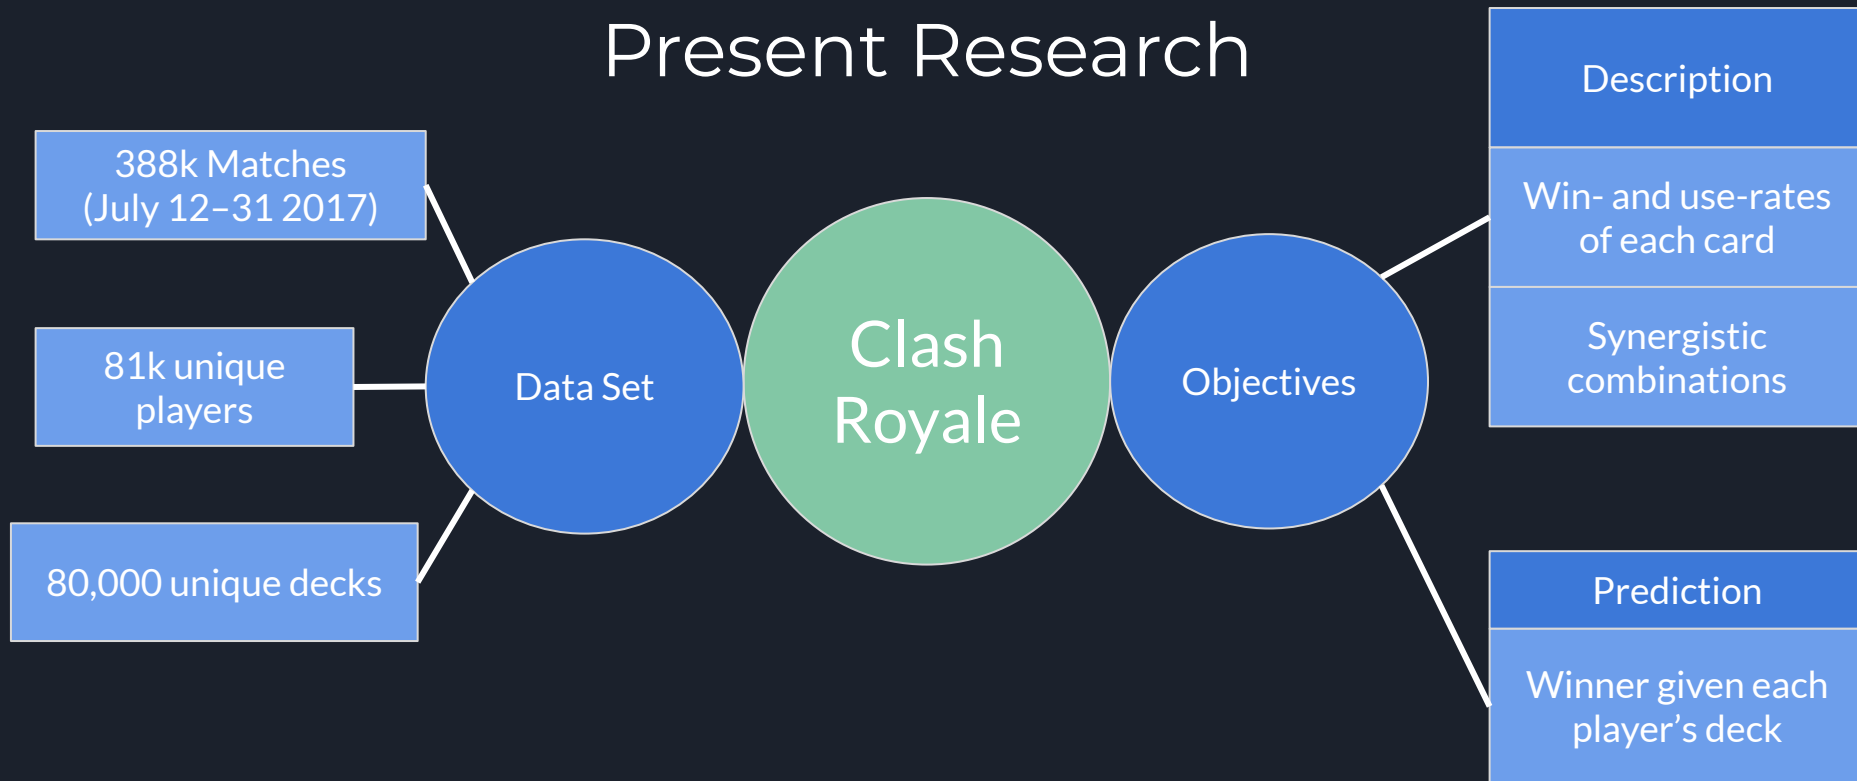 Present Research
388k Matches
(July 12–31 2017)
81k unique
players
80,000 unique decks
Data Set
Clash
Royale
Objectives
Description
Win- and use-rates
of each card
Synergistic
combinations
Prediction
Winner given each
player’s deck